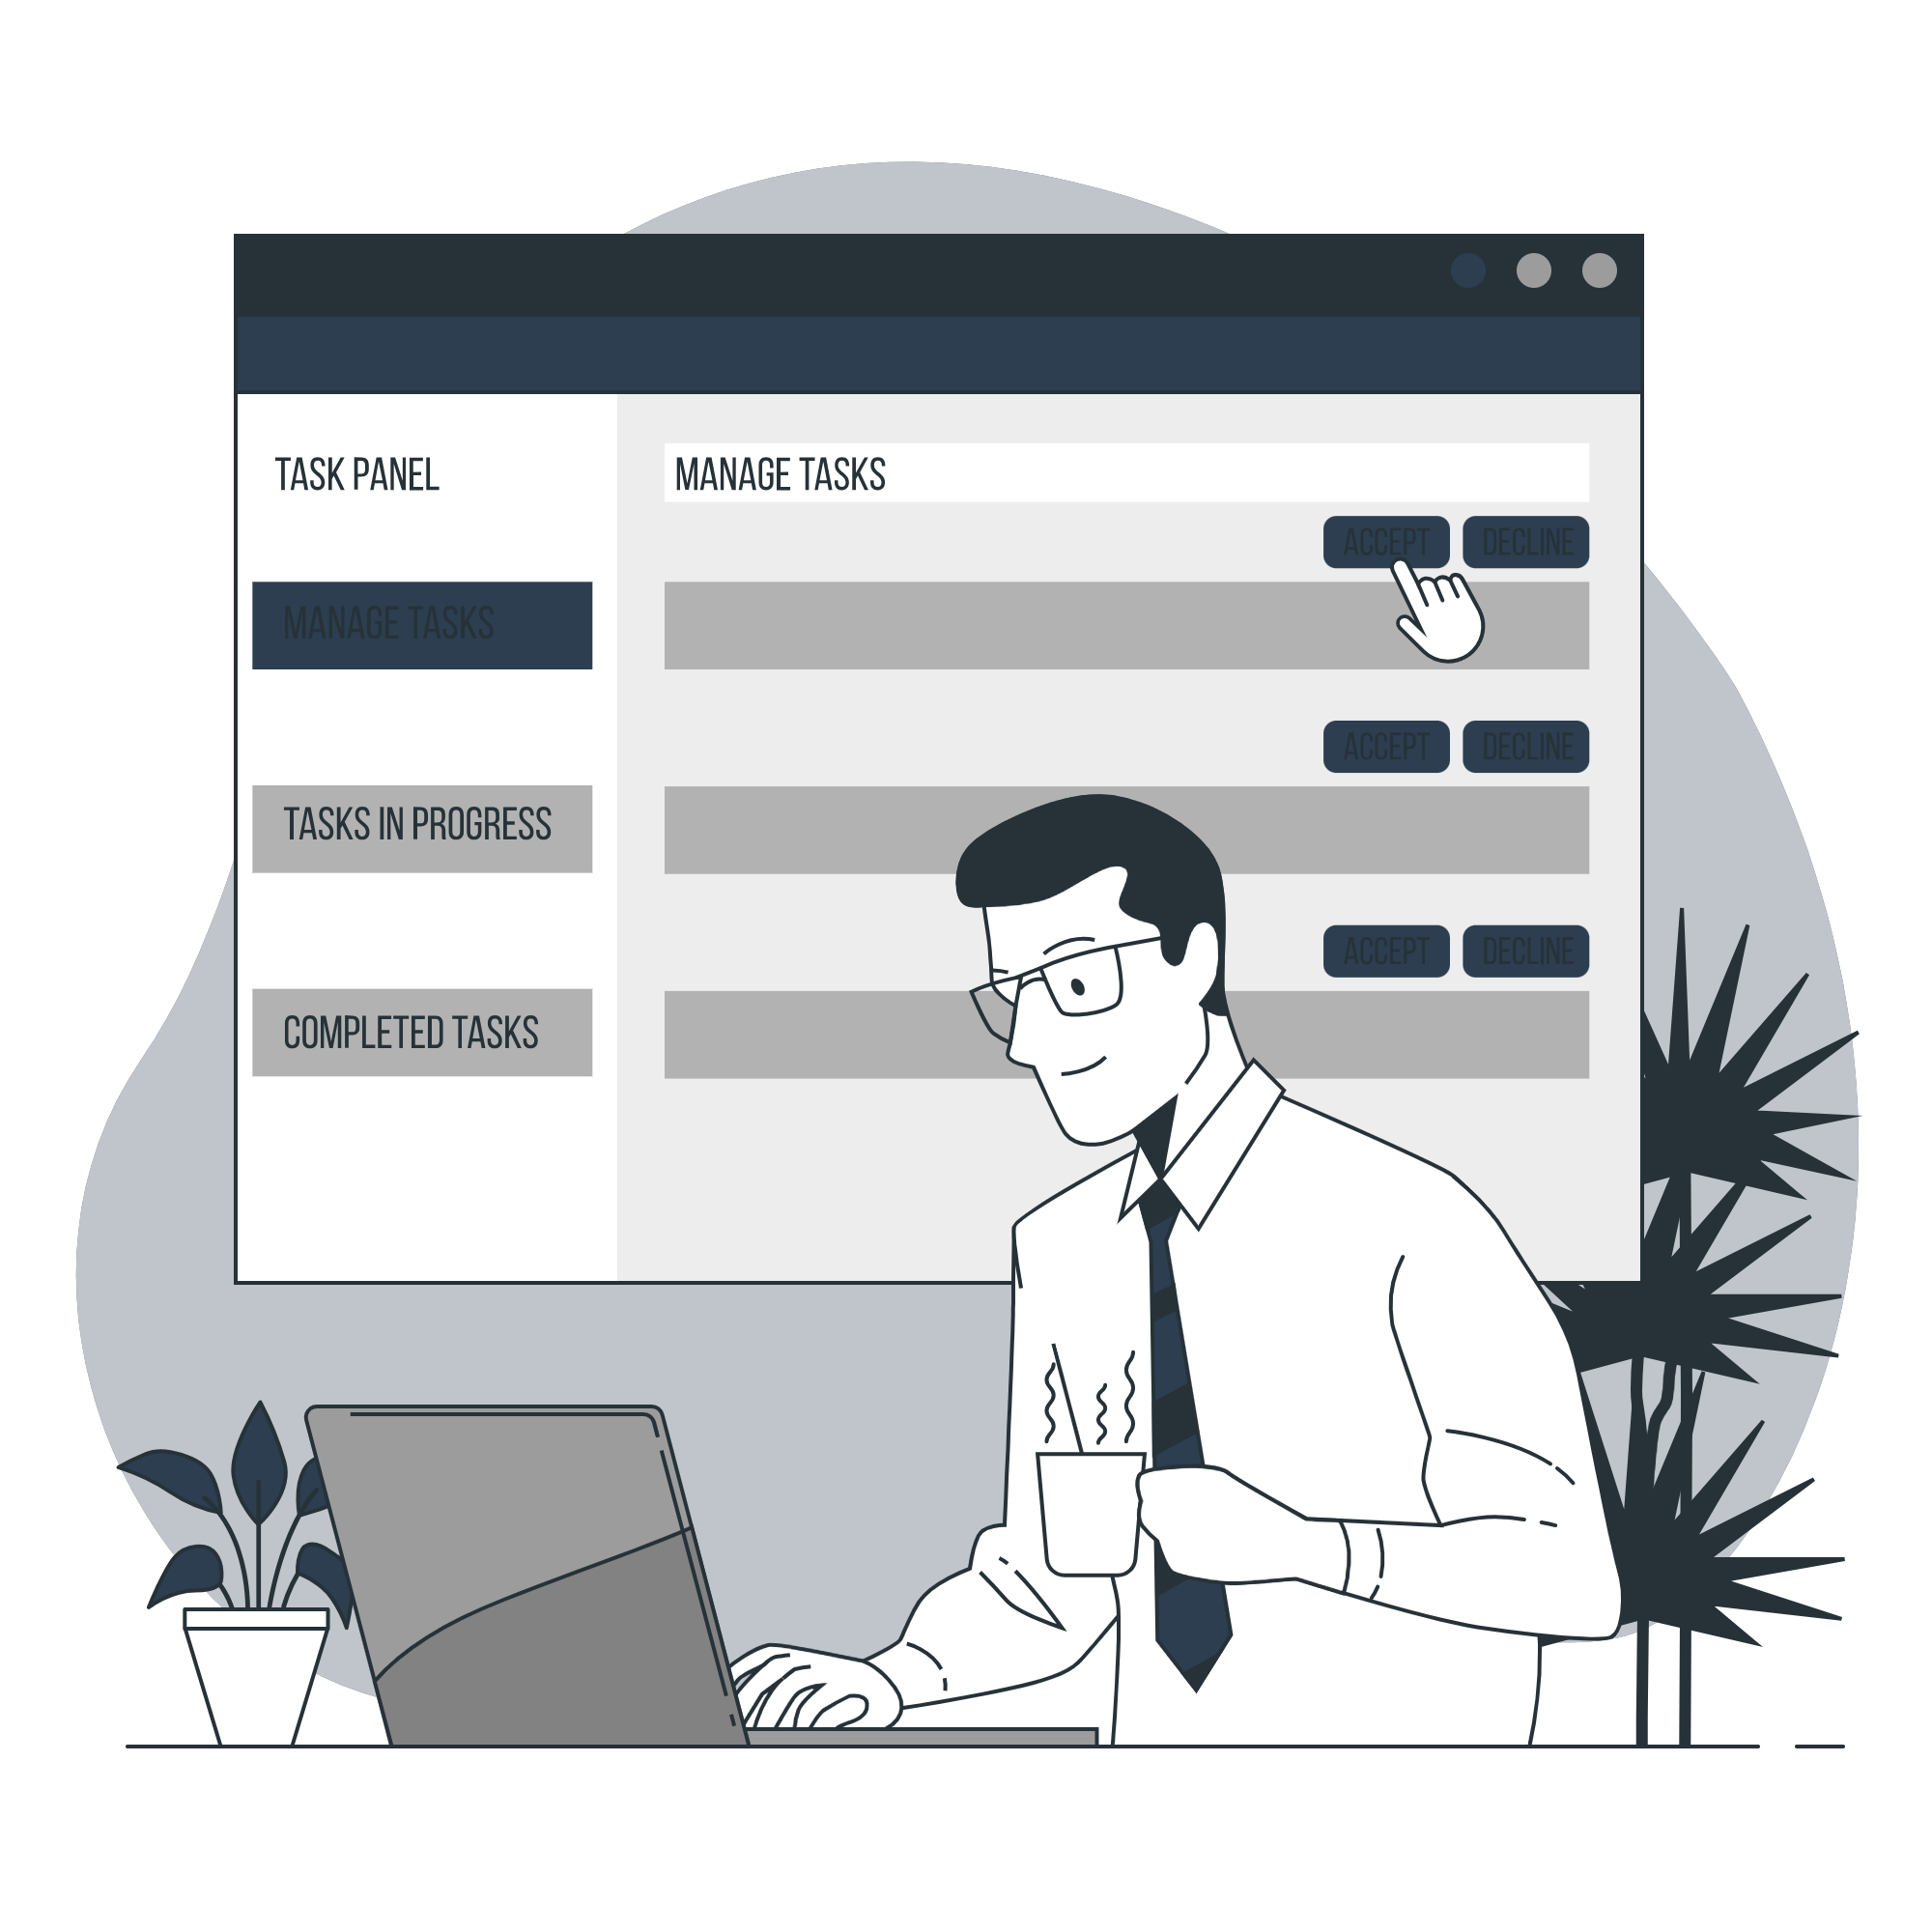 TASK PANEL
MANAGE TASKS
TASKS IN PROGRESS
COMPLETED TASKS
MANAGE TASKS
ACCEPT DECLINE
ACCEPT DECLINE
ACCEPT DECLINE